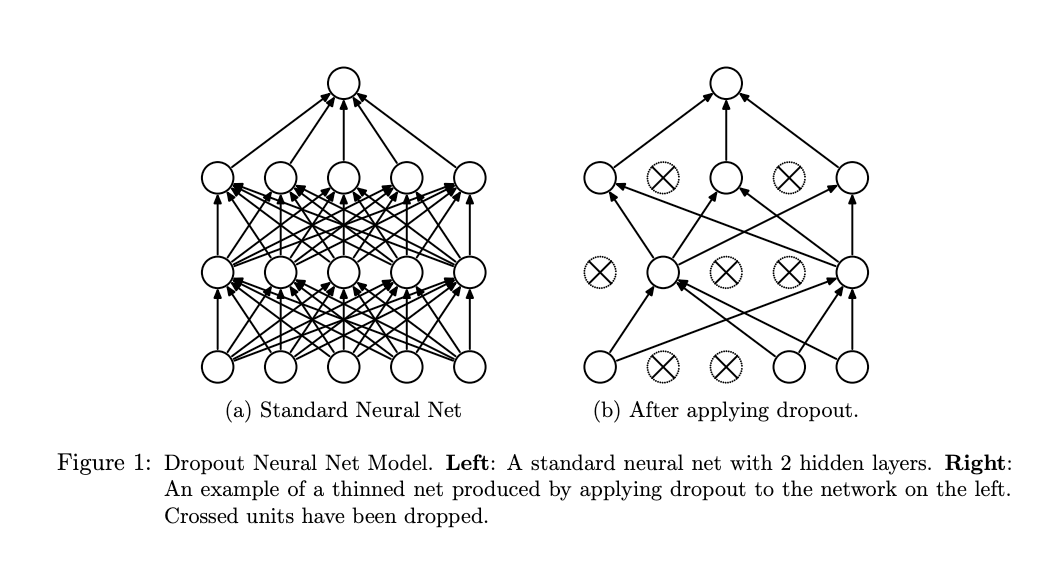 (a) Standard Neural Net
(b) After applying dropout.
Figure 1: Dropout Neural Net Model. Left: A standard neural net with 2 hidden layers. Right:
An example of a thinned net produced by applying dropout to the network on the left.
Crossed units have been dropped.